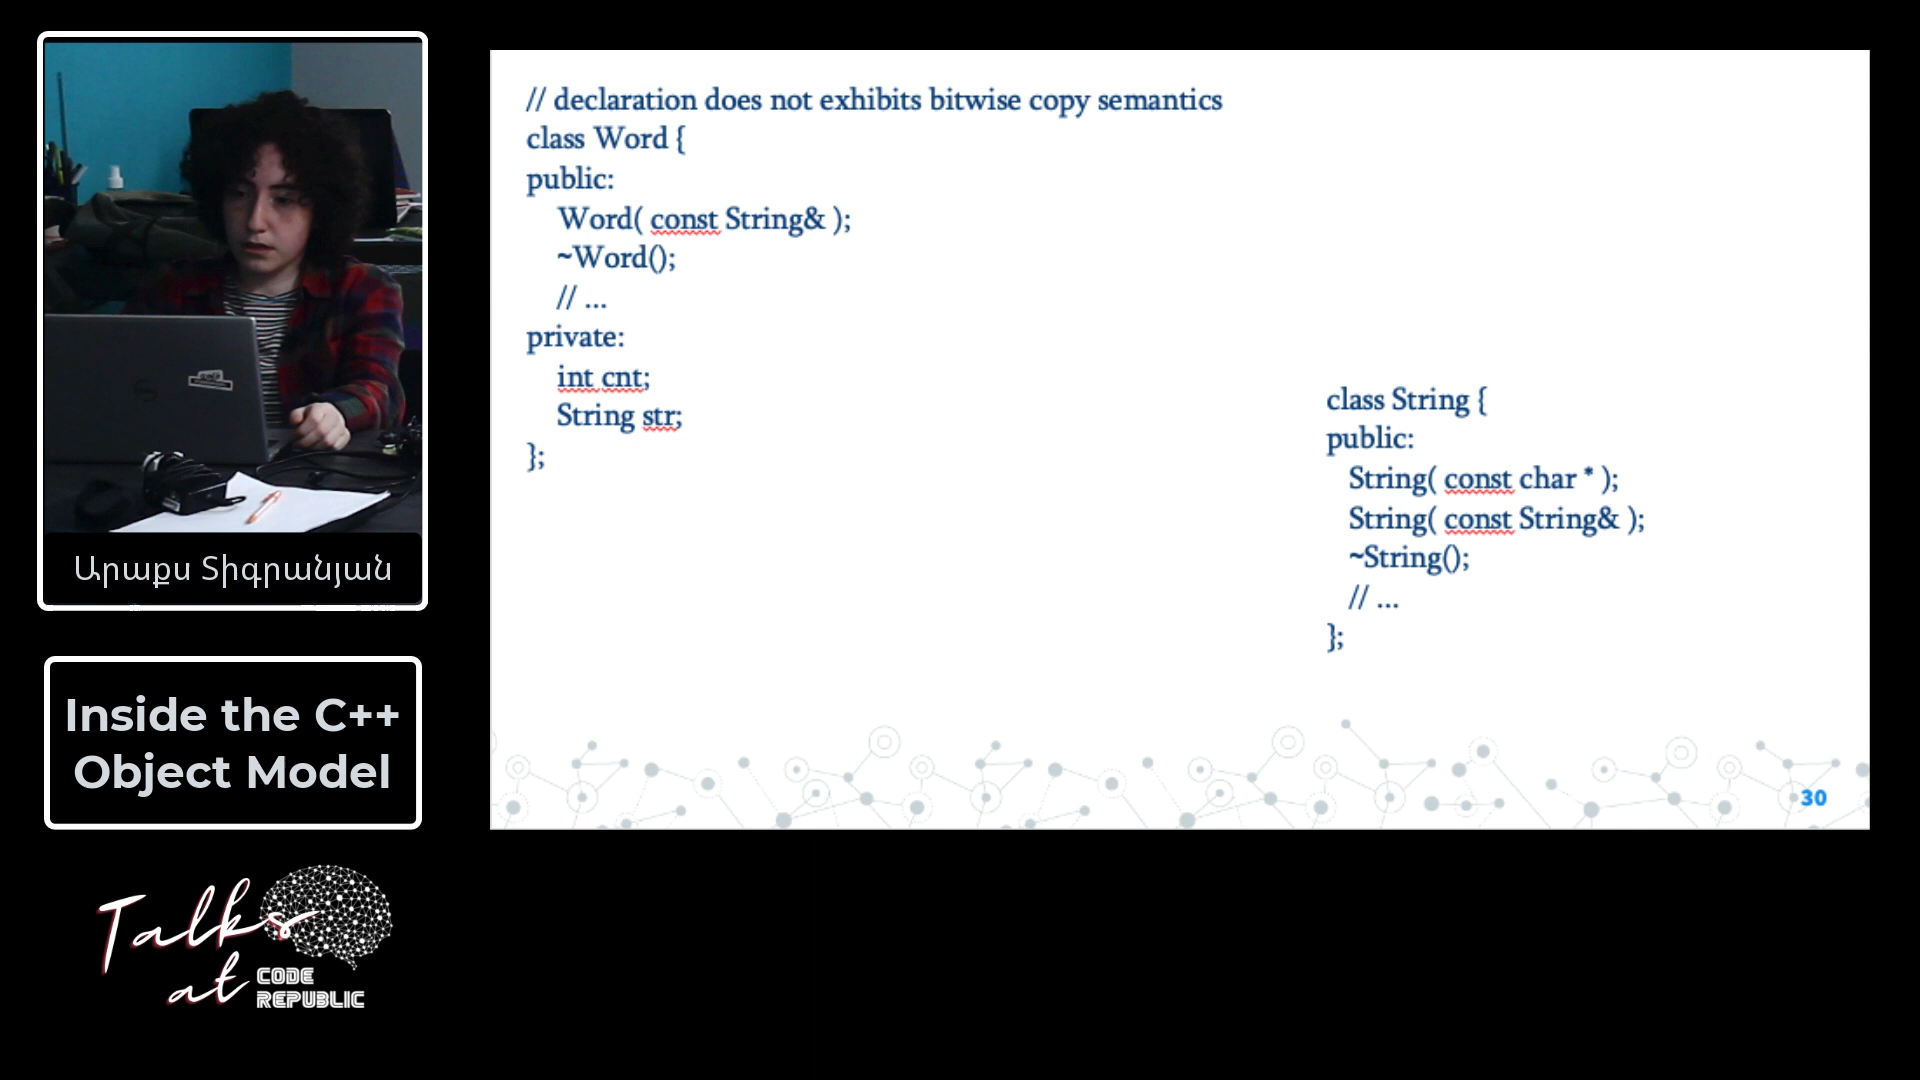 Արաքս Տիգրանյան
Inside the C++
Object Model
Talks
at CODE
REPUBLIC
// declaration does not exhibits bitwise copy semantics
class Word {
public:
Word( const String& );
~Word();
// ...
private:
int cnt;
String str;
};
class String {
public:
String( const char * );
String( const String& );
~String();
// ...
};
30